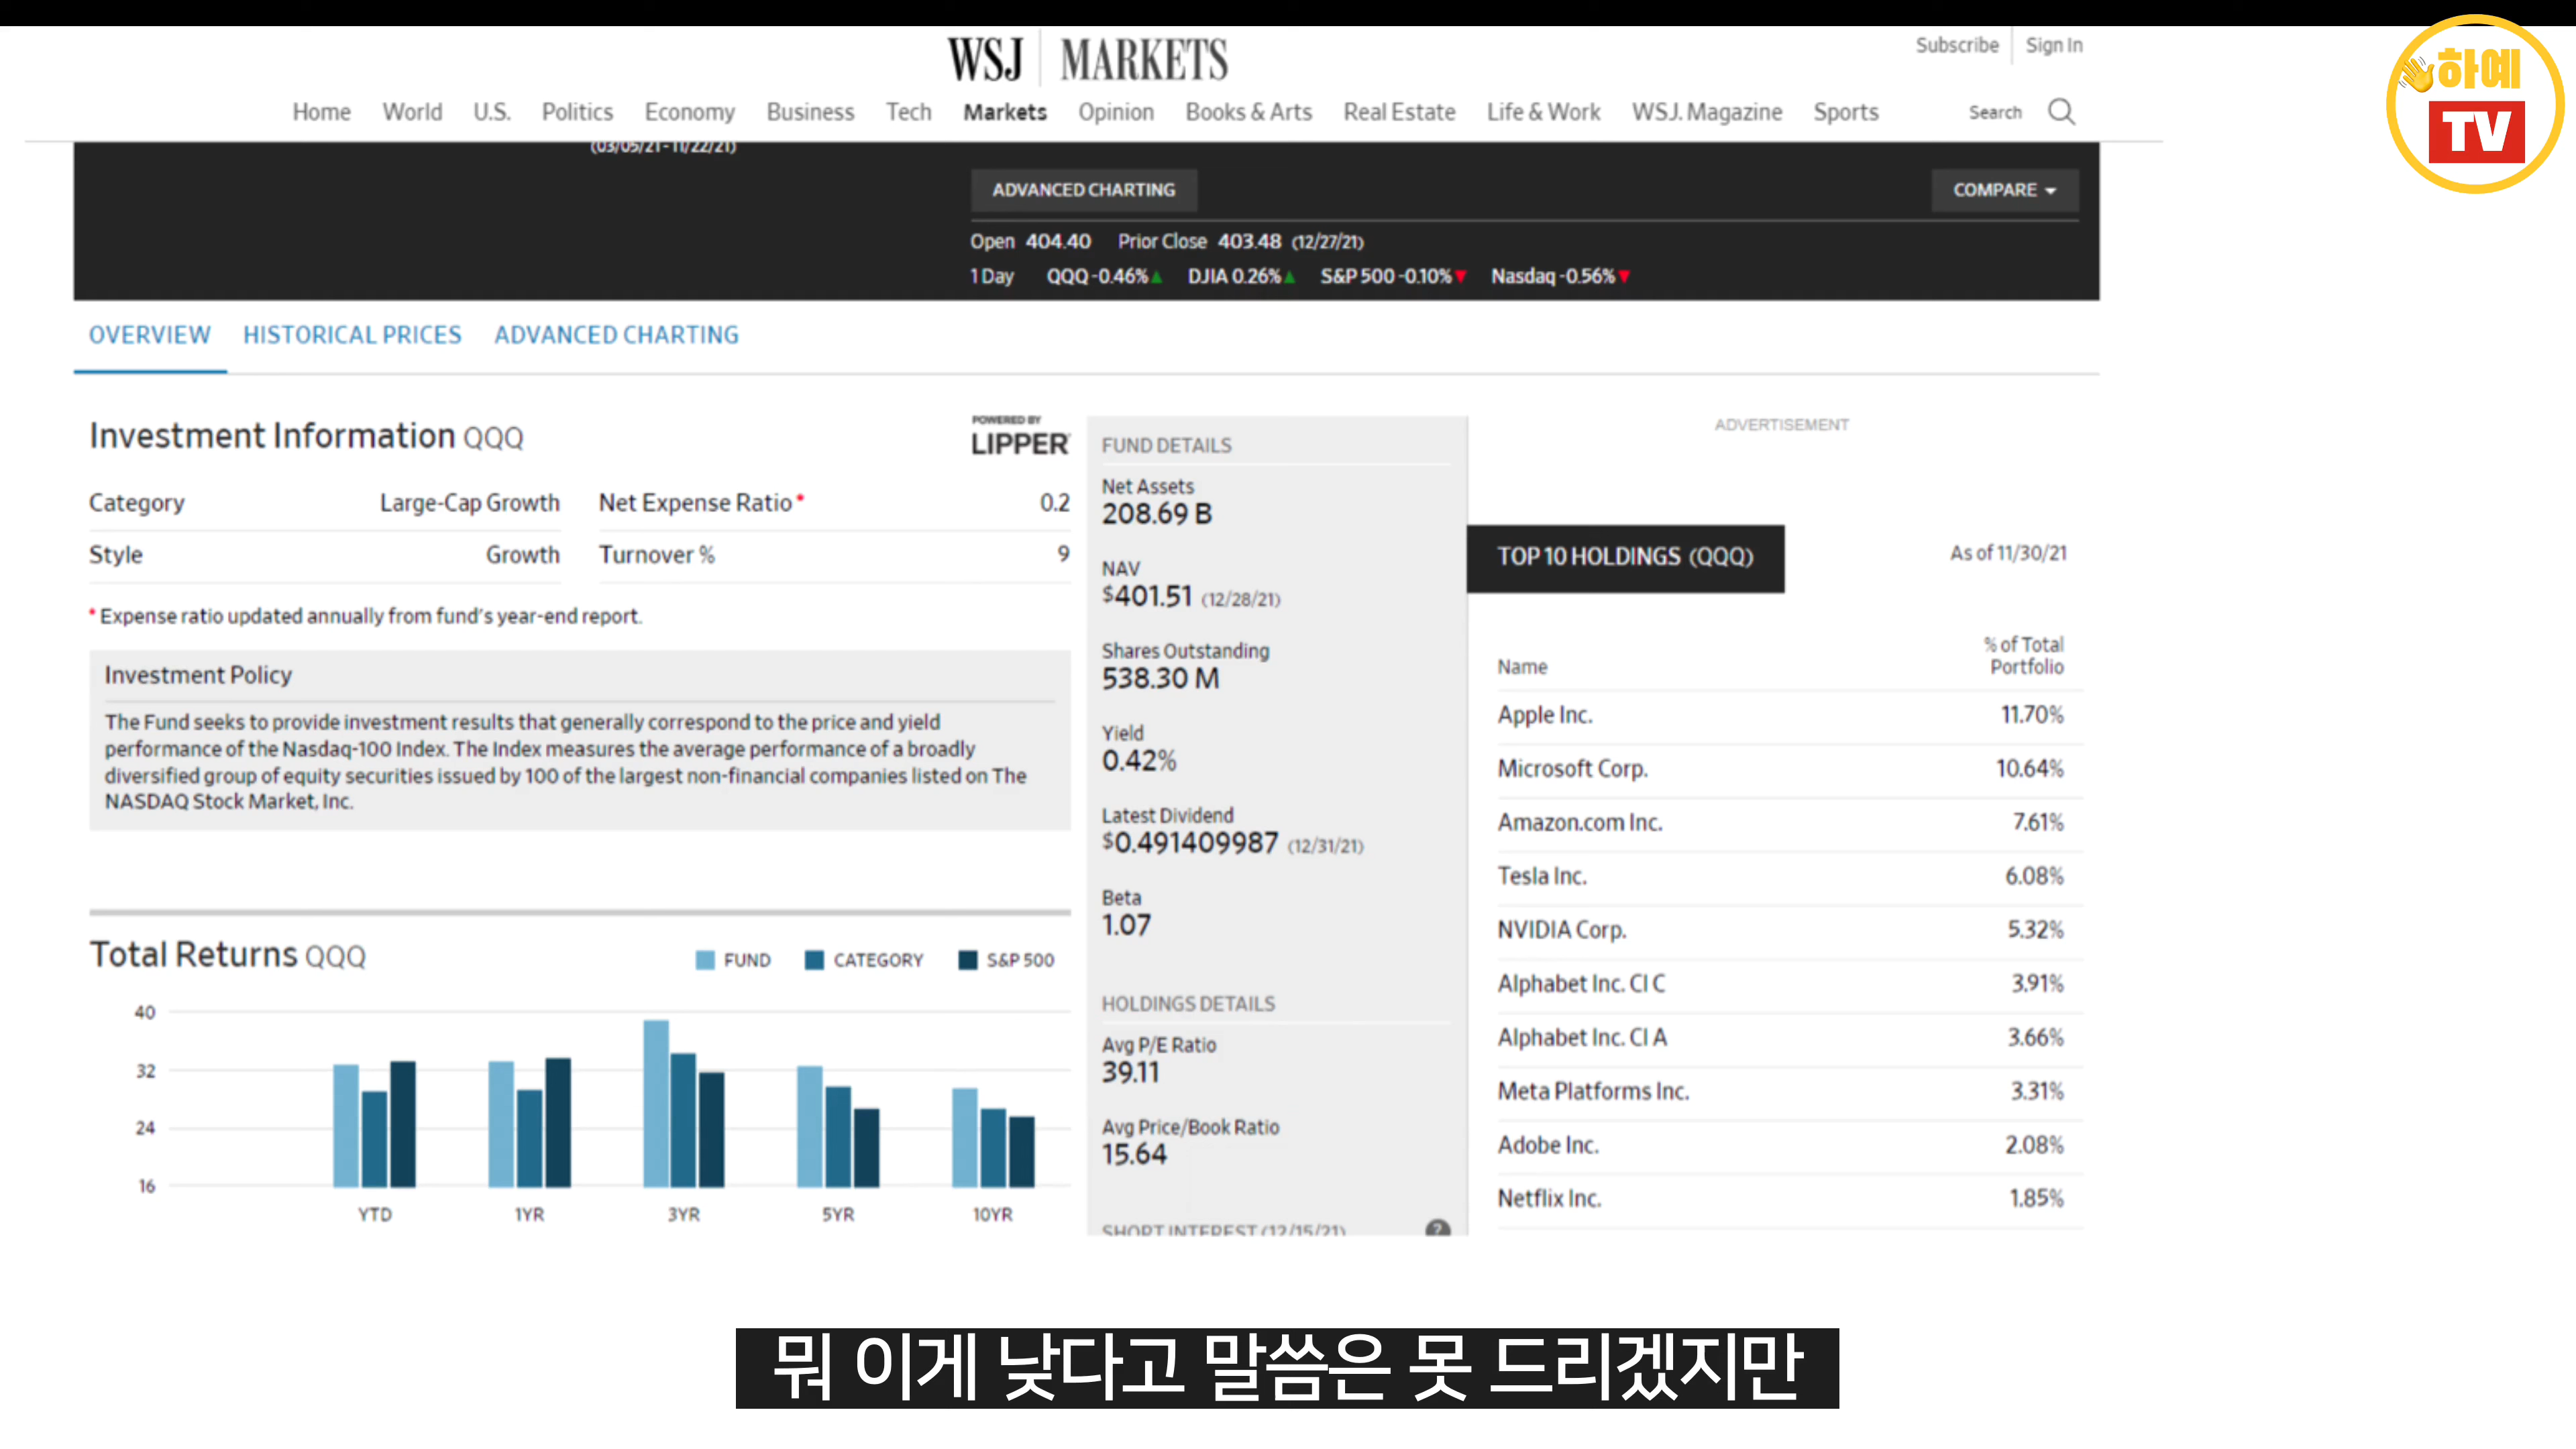 WSJ MARKETS
Subscribe Sign In
하예
TV
Home World U.S. Politics Economy Business Tech Markets Opinion Books & Arts Real Estate Life & Work WSJ. Magazine Sports Search
(03/05/21 - 11/22/21)
ADVANCED CHARTING COMPARE
Open 404.40 Prior Close 403.48 (12/27/21)
1 Day QQQ -0.46% DJIA 0.26% S&P 500 -0.10% Nasdaq -0.56%
OVERVIEW HISTORICAL PRICES ADVANCED CHARTING
Investment Information QQQ
POWERED BY
LIPPER
Category Large-Cap Growth Net Expense Ratio * 0.2
Style Growth Turnover % 9
* Expense ratio updated annually from fund's year-end report.
Investment Policy
The Fund seeks to provide investment results that generally correspond to the price and yield
performance of the Nasdaq-100 Index. The Index measures the average performance of a broadly
diversified group of equity securities issued by 100 of the largest non-financial companies listed on The
NASDAQ Stock Market, Inc.
Total Returns QQQ
FUND CATEGORY S&P 500
40
32
24
16
YTD 1YR 3YR 5YR 10YR
FUND DETAILS
Net Assets
208.69 B
NAV
$401.51 (12/28/21)
Shares Outstanding
538.30 M
Yield
0.42%
Latest Dividend
$0.491409987 (12/31/21)
Beta
1.07
HOLDINGS DETAILS
Avg P/E Ratio
39.11
Avg Price/Book Ratio
15.64
SHORT INTEREST (12/15/21) ?
ADVERTISEMENT
TOP 10 HOLDINGS (QQQ) As of 11/30/21
% of Total
Name Portfolio
Apple Inc. 11.70%
Microsoft Corp. 10.64%
Amazon.com Inc. 7.61%
Tesla Inc. 6.08%
NVIDIA Corp. 5.32%
Alphabet Inc. Cl C 3.91%
Alphabet Inc. Cl A 3.66%
Meta Platforms Inc. 3.31%
Adobe Inc. 2.08%
Netflix Inc. 1.85%
뭐 이게 낮다고 말씀은 못 드리겠지만